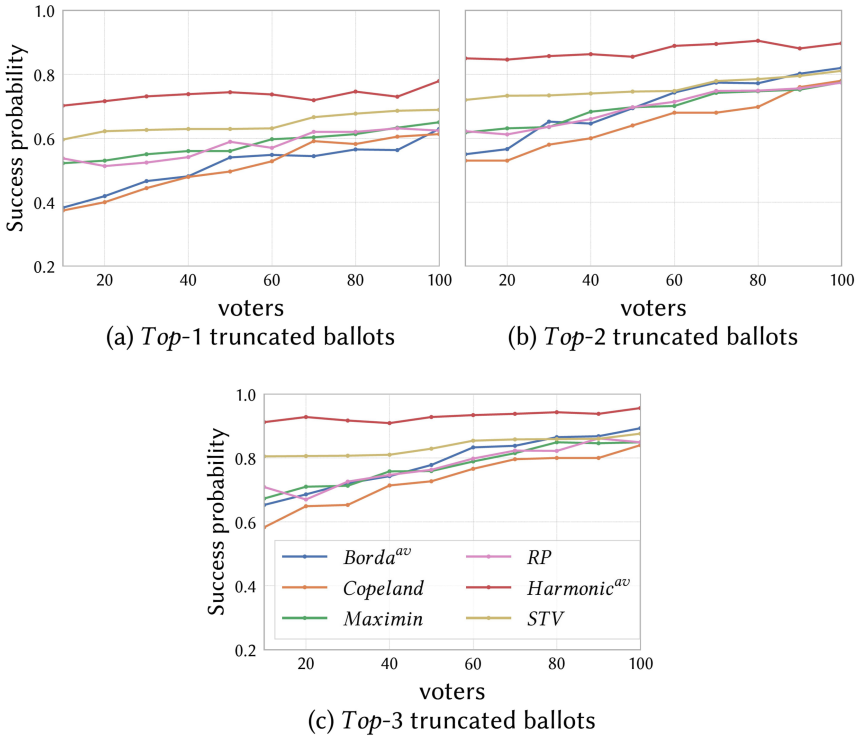 1.0
0.8
0.6
0.4
0.2
Success probability
20 40 60 80 100
voters
(a) Top-1 truncated ballots
20 40 60 80 100
voters
(b) Top-2 truncated ballots
1.0
0.8
0.6
0.4
0.2
Success probability
Borda^av
Copeland
Maximin
RP
Harmonic^av
STV
20 40 60 80 100
voters
(c) Top-3 truncated ballots